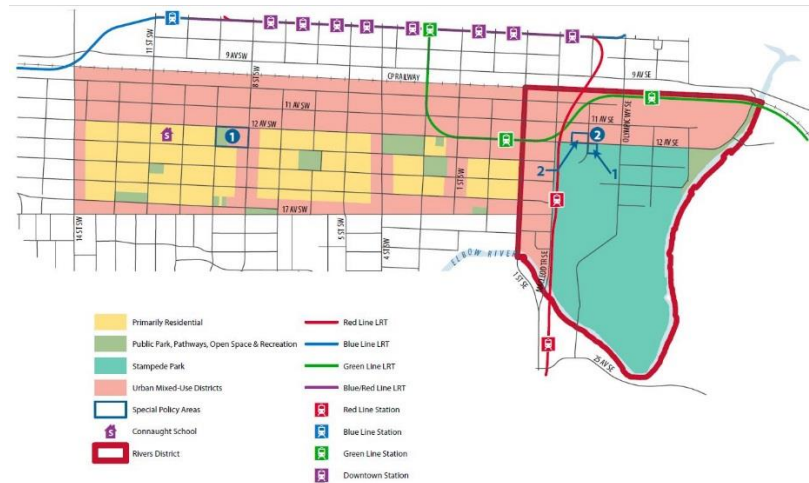 11 ST SW
9 AV SW
8 ST SW
CP RAILWAY
9 AV SE
11 AV SW
OLYMPIC WY SE
12 AV SW
11 AV SE
S
1
2
12 AV SE
2
1
1 ST SW
17 AV SW
14 ST SW
5 ST SW
4 ST SW
ELBOW RIVER
1 ST SE
MACLEOD TR SE
25 AV SE
Primarily Residential
Public Park, Pathways, Open Space & Recreation
Stampede Park
Urban Mixed-Use Districts
Special Policy Areas
S
Connaught School
Rivers District
Red Line LRT
Blue Line LRT
Green Line LRT
Blue/Red Line LRT
Red Line Station
Blue Line Station
Green Line Station
Downtown Station